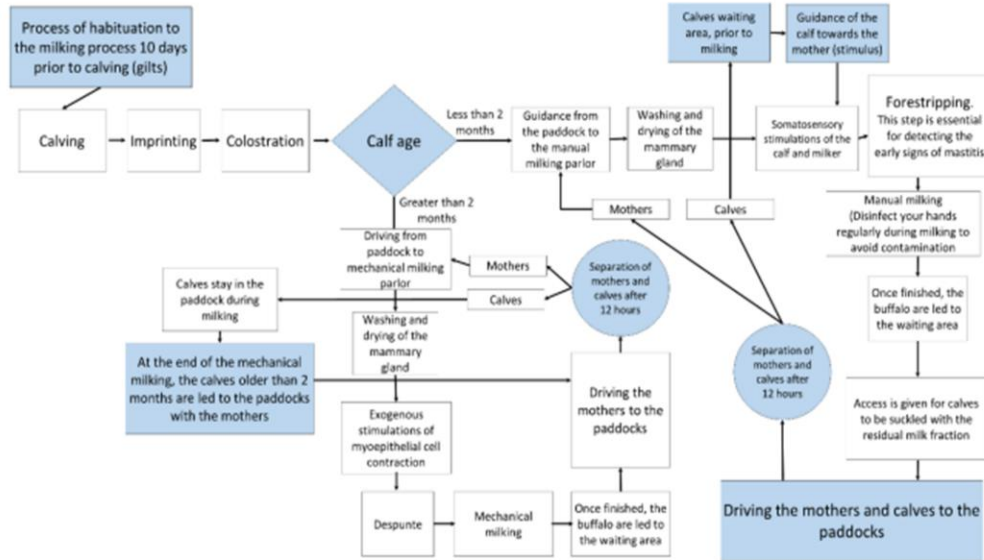 Process of habituation to
the milking process 10 days
prior to calving (gilts)
Calving
Imprinting
Colostration
Calf age
Less than 2
months
Guidance from
the paddock to
the manual
milking parlor
Washing and
drying of the
mammary
gland
Calves waiting
area, prior to
milking
Guidance of the
calf towards the
mother (stimulus)
Somatosensory
stimulations of the
calf and milker
Forestripping.
This step is essential
for detecting the
early signs of mastitis
Manual milking
(Disinfect your hands
regularly during milking to
avoid contamination
Once finished, the
buffalo are led to
the waiting area
Access is given for calves
to be suckled with the
residual milk fraction
Driving the mothers and calves to the
paddocks
Separation of
mothers and
calves after
12 hours
Mothers
Calves
Greater than 2
months
Driving from
paddock to
mechanical milking
parlor
Mothers
Calves
Separation of
mothers and
calves after
12 hours
Calves stay in the
paddock during
milking
At the end of the mechanical
milking, the calves older than 2
months are led to the paddocks
with the mothers
Washing and
drying of the
mammary
gland
Exogenous
stimulations of
myoepithelial cell
contraction
Despunte
Mechanical
milking
Once finished, the
buffalo are led to
the waiting area
Driving the
mothers to the
paddocks